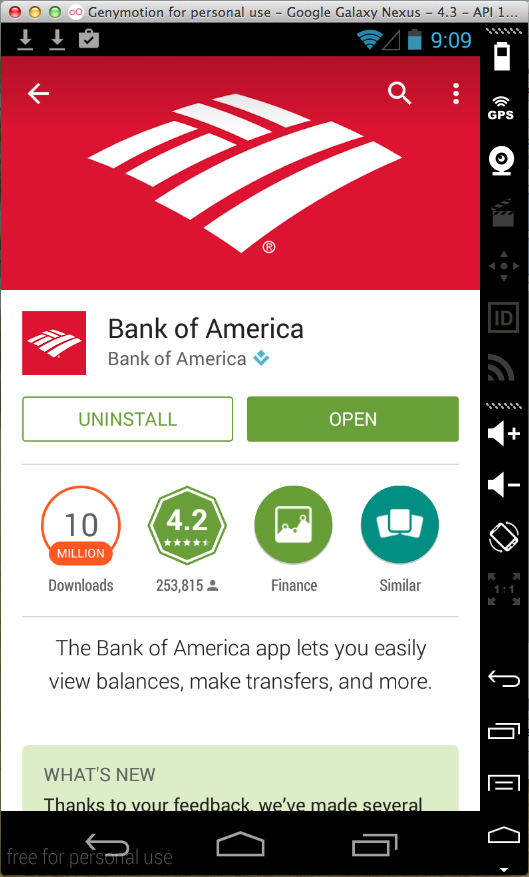 Genymotion for personal use – Google Galaxy Nexus – 4.3 – API 1...
9:09
GPS
®
ID
Bank of America
Bank of America
UNINSTALL
OPEN
10
MILLION
Downloads
4.2
253,815
Finance
Similar
1:1
The Bank of America app lets you easily
view balances, make transfers, and more.
WHAT'S NEW
Thanks to your feedback, we've made several
free for personal use